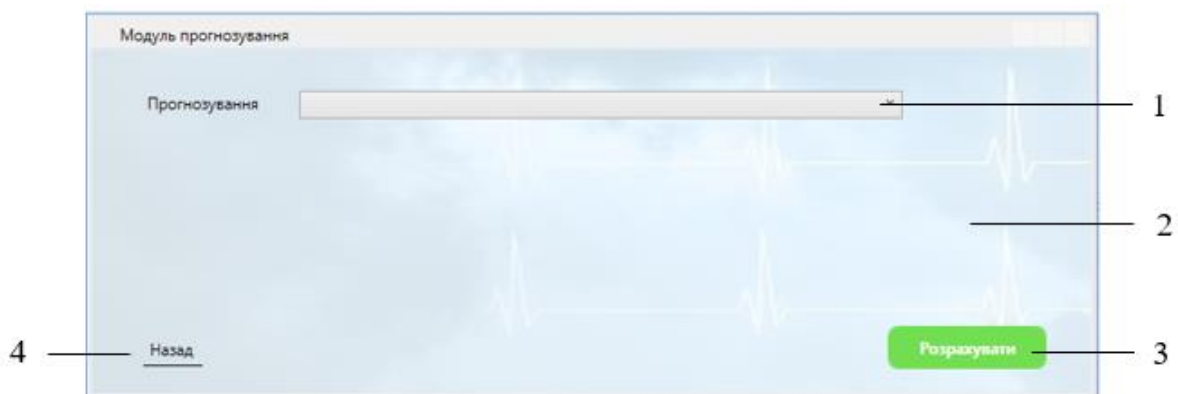 Модуль прогнозування
Прогнозування
1
2
4
Назад
Розрахувати
3